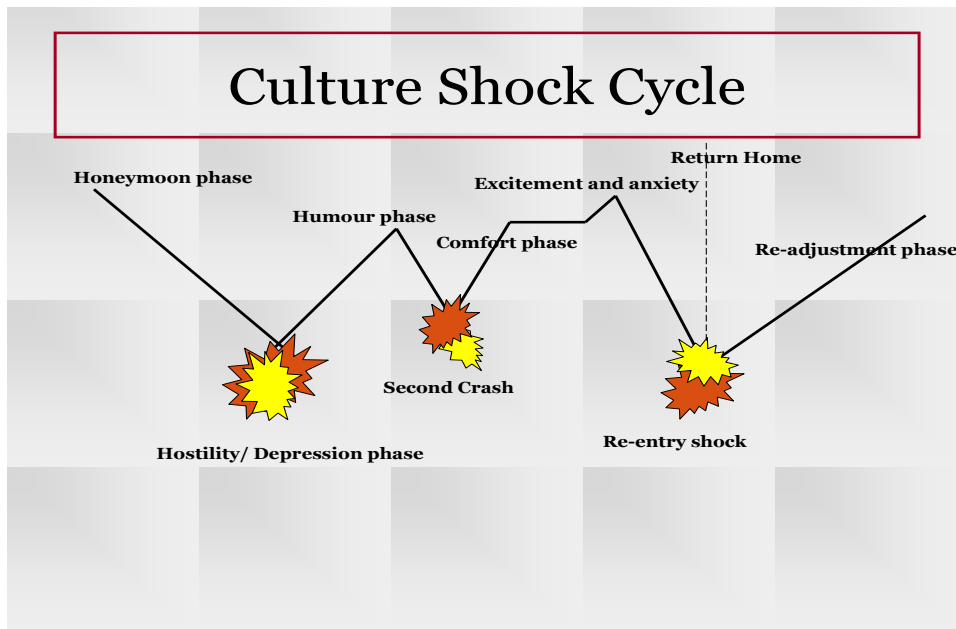 Culture Shock Cycle
Return Home
Honeymoon phase
Excitement and anxiety
Humour phase
Comfort phase
Re-adjustment phase
Second Crash
Re-entry shock
Hostility/ Depression phase